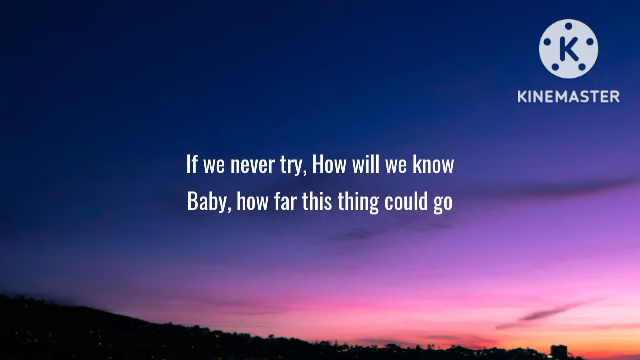 KINEMASTER
If we never try, How will we know
Baby, how far this thing could go